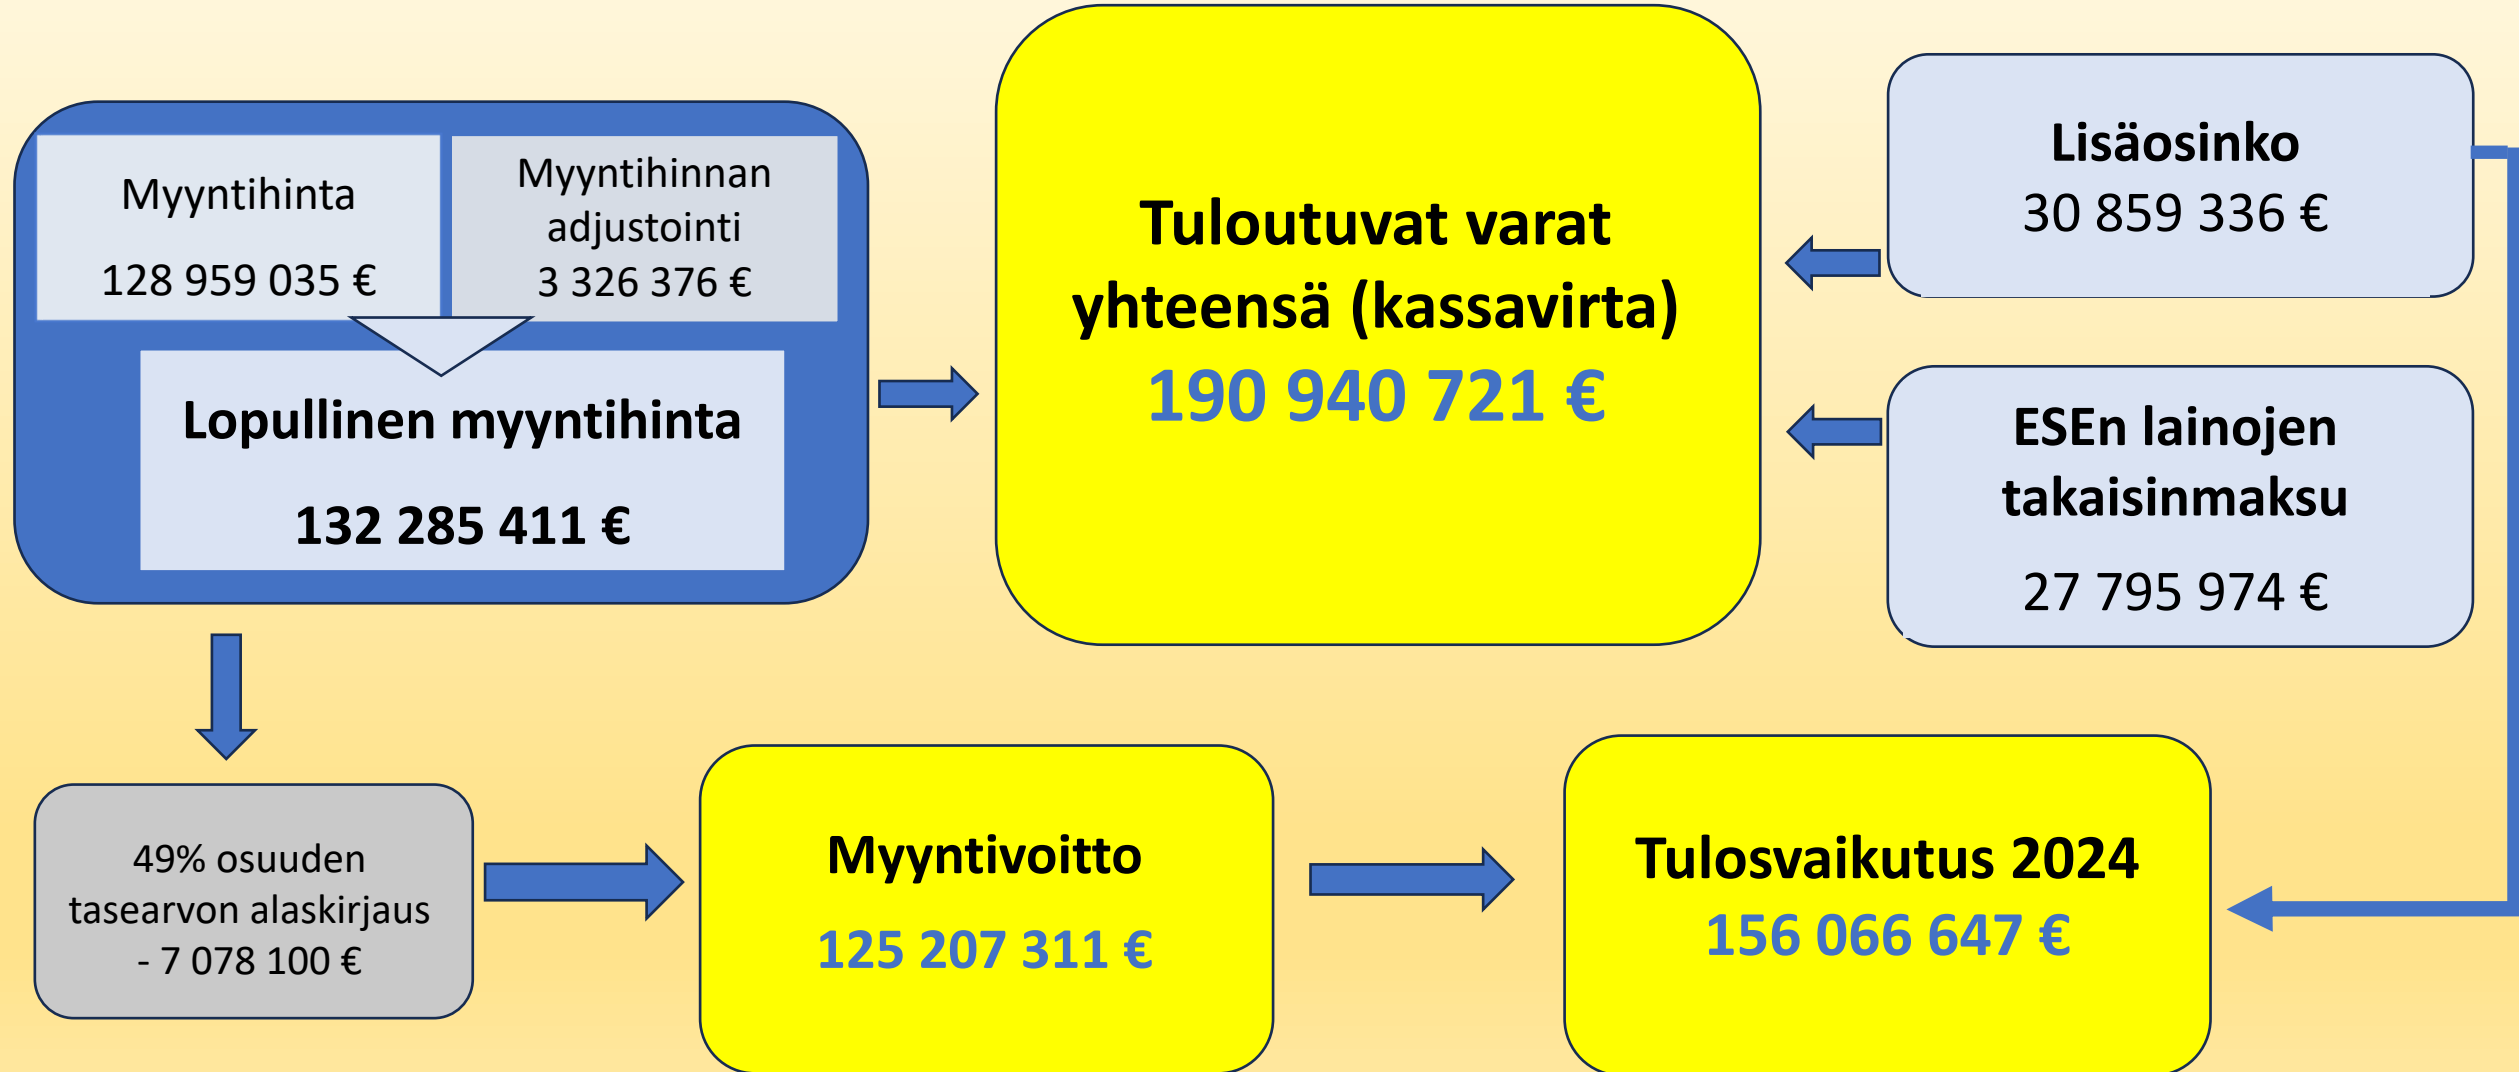 Myyntihinta
128 959 035 €
Myyntihinnan
adjustointi
3 326 376 €
Lopullinen myyntihinta
132 285 411 €
Tuloutuvat varat
yhteensä (kassavirta)
190 940 721 €
Lisäosinko
30 859 336 €
ESEn lainojen
takaisinmaksu
27 795 974 €
49% osuuden
tasearvon alaskirjaus
- 7 078 100 €
Myyntivoitto
125 207 311 €
Tulosvaikutus 2024
156 066 647 €